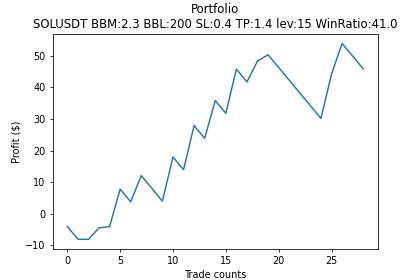 Portfolio
SOLUSDT BBM:2.3 BBL:200 SL:0.4 TP:1.4 lev:15 WinRatio:41.0
Profit ($)
50
40
30
20
10
0
−10
0 5 10 15 20 25
Trade counts